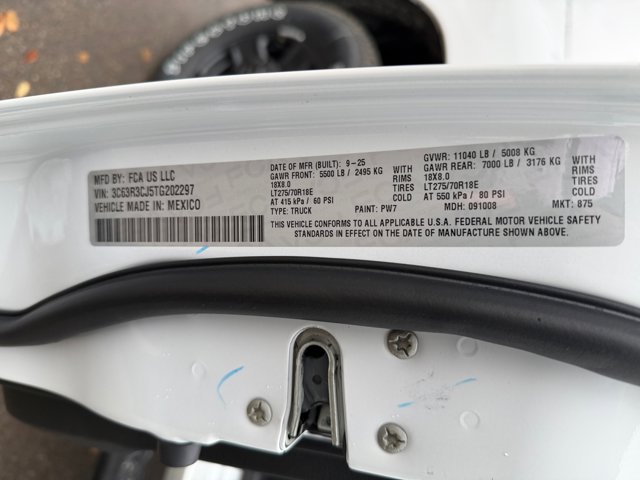 MFD BY: FCA US LLC
VIN: 3C63R3CJ5TG202297
VEHICLE MADE IN: MEXICO
DATE OF MFR (BUILT): 9-25
GAWR FRONT: 5500 LB / 2495 KG WITH
18X8.0 RIMS
LT275/70R18E TIRES
AT 415 kPa / 60 PSI COLD
TYPE: TRUCK PAINT: PW7
GVWR: 11040 LB / 5008 KG
GAWR REAR: 7000 LB / 3176 KG WITH
18X8.0 RIMS
LT275/70R18E TIRES
AT 550 kPa / 80 PSI COLD
MDH: 091008 MKT: 875
THIS VEHICLE CONFORMS TO ALL APPLICABLE U.S.A. FEDERAL MOTOR VEHICLE SAFETY
STANDARDS IN EFFECT ON THE DATE OF MANUFACTURE SHOWN ABOVE.